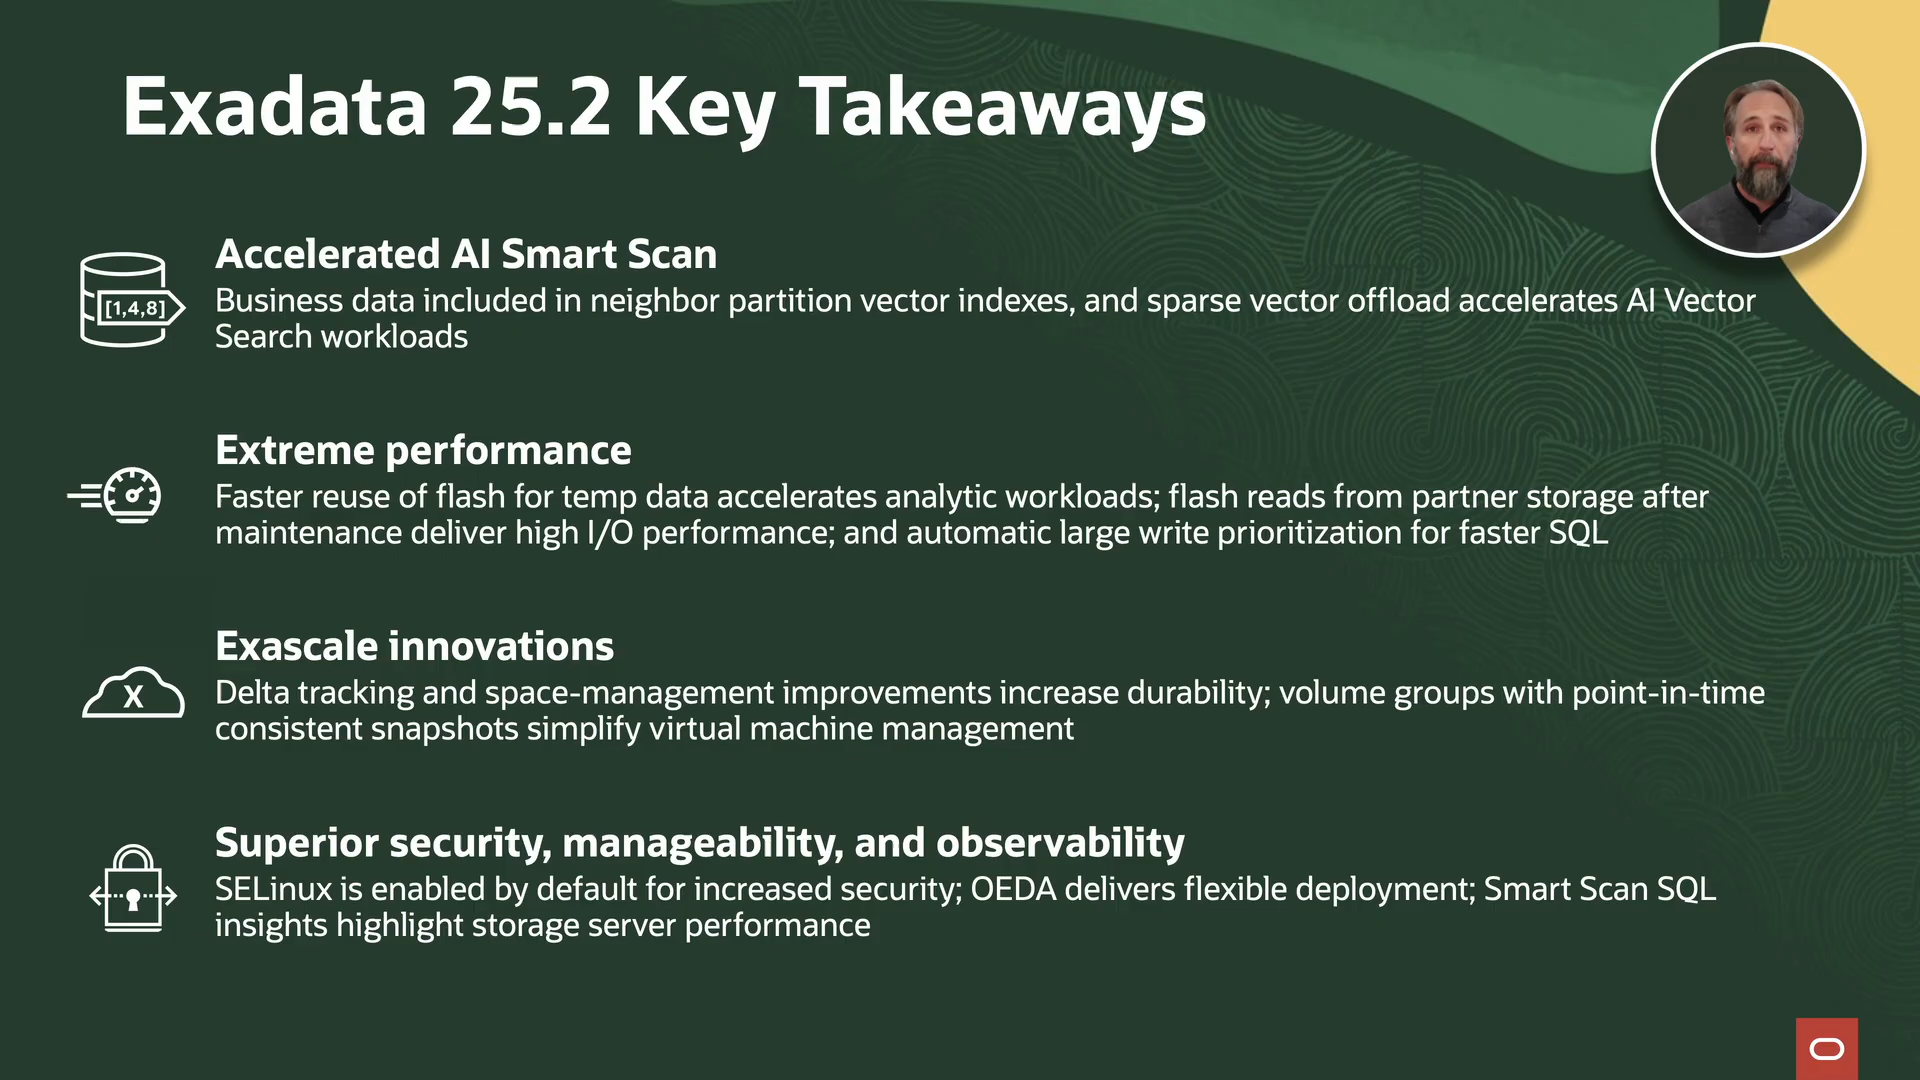 Exadata 25.2 Key Takeaways
Accelerated AI Smart Scan
[1,4,8]
Business data included in neighbor partition vector indexes, and sparse vector offload accelerates AI Vector
Search workloads
Extreme performance
Faster reuse of flash for temp data accelerates analytic workloads; flash reads from partner storage after
maintenance deliver high I/O performance; and automatic large write prioritization for faster SQL
Exascale innovations
X
Delta tracking and space-management improvements increase durability; volume groups with point-in-time
consistent snapshots simplify virtual machine management
Superior security, manageability, and observability
SELinux is enabled by default for increased security; OEDA delivers flexible deployment; Smart Scan SQL
insights highlight storage server performance